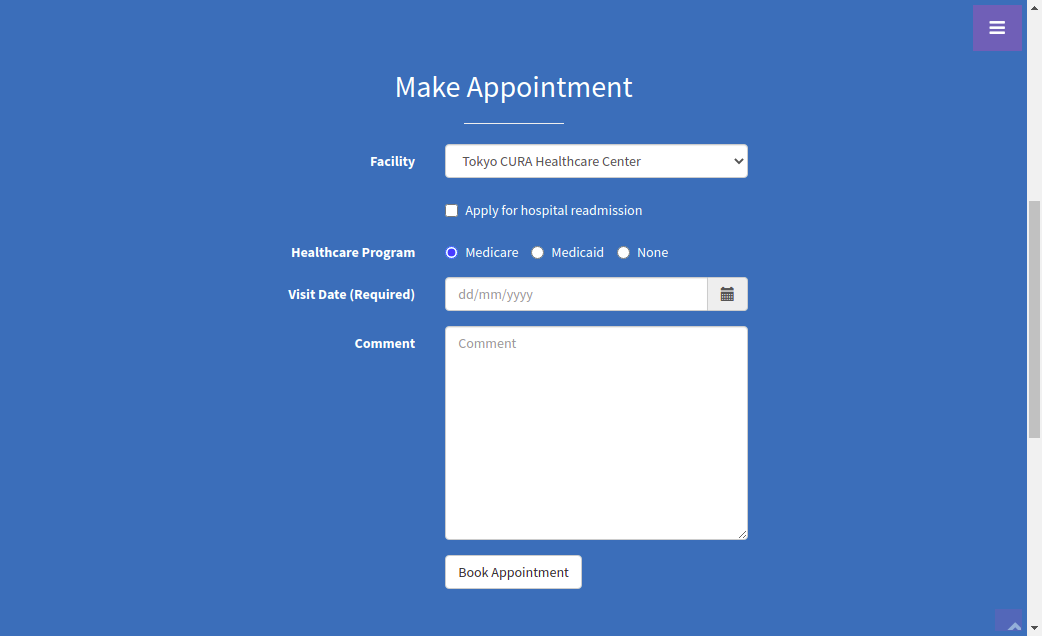 Make Appointment
Facility
Tokyo CURA Healthcare Center
Apply for hospital readmission
Healthcare Program
Medicare Medicaid None
Visit Date (Required)
dd/mm/yyyy
Comment
Comment
Book Appointment